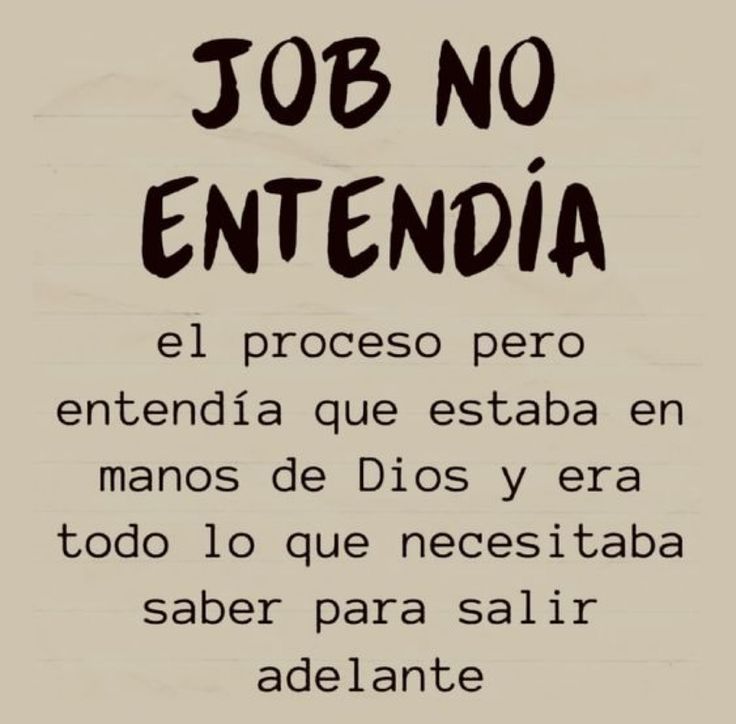 JOB NO
ENTENDÍA
el proceso pero
entendía que estaba en
manos de Dios y era
todo lo que necesitaba
saber para salir
adelante